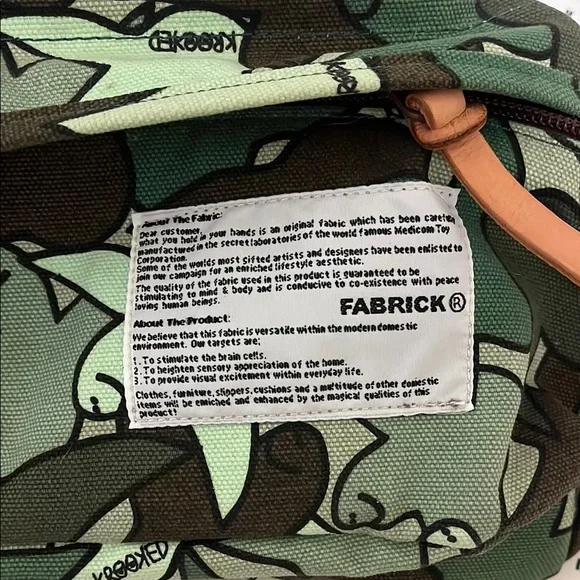 KROOKED
KROOKED
About The Fabric:
Dear customer,
what you hold in your hands is an original fabric which has been carefully
manufactured in the secret laboratories of the world famous Medicom Toy
Corporation.
Some of the worlds most gifted artists and designers have been enlisted to
join our campaign for an enriched lifestyle aesthetic.
The quality of the fabric used in this product is guaranteed to be
stimulating to mind & body and is conducive to co-existence with peace
loving human beings.
FABRICK®
About The Product:
We believe that this fabric is versatile within the modern domestic
environment. Our targets are;
1. To stimulate the brain cells.
2. To heighten sensory appreciation of the home.
3. To provide visual excitement within everyday life.
Clothes, furniture, slippers, cushions and a multitude of other domestic
items will be enriched and enhanced by the magical qualities of this
product!
KROOKED
KROOKED